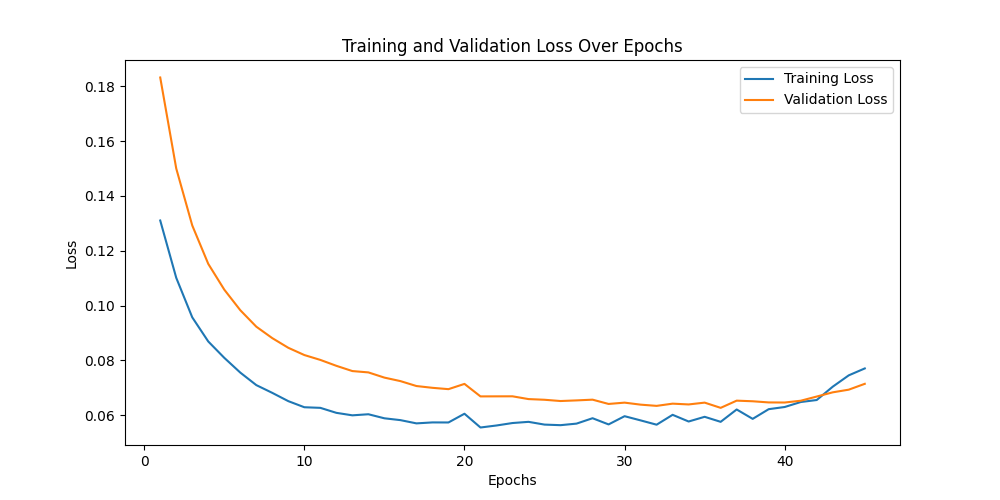 Training and Validation Loss Over Epochs
Training Loss
Validation Loss
0.18
0.16
0.14
0.12
0.10
0.08
0.06
Loss
0
10
20
30
40
Epochs